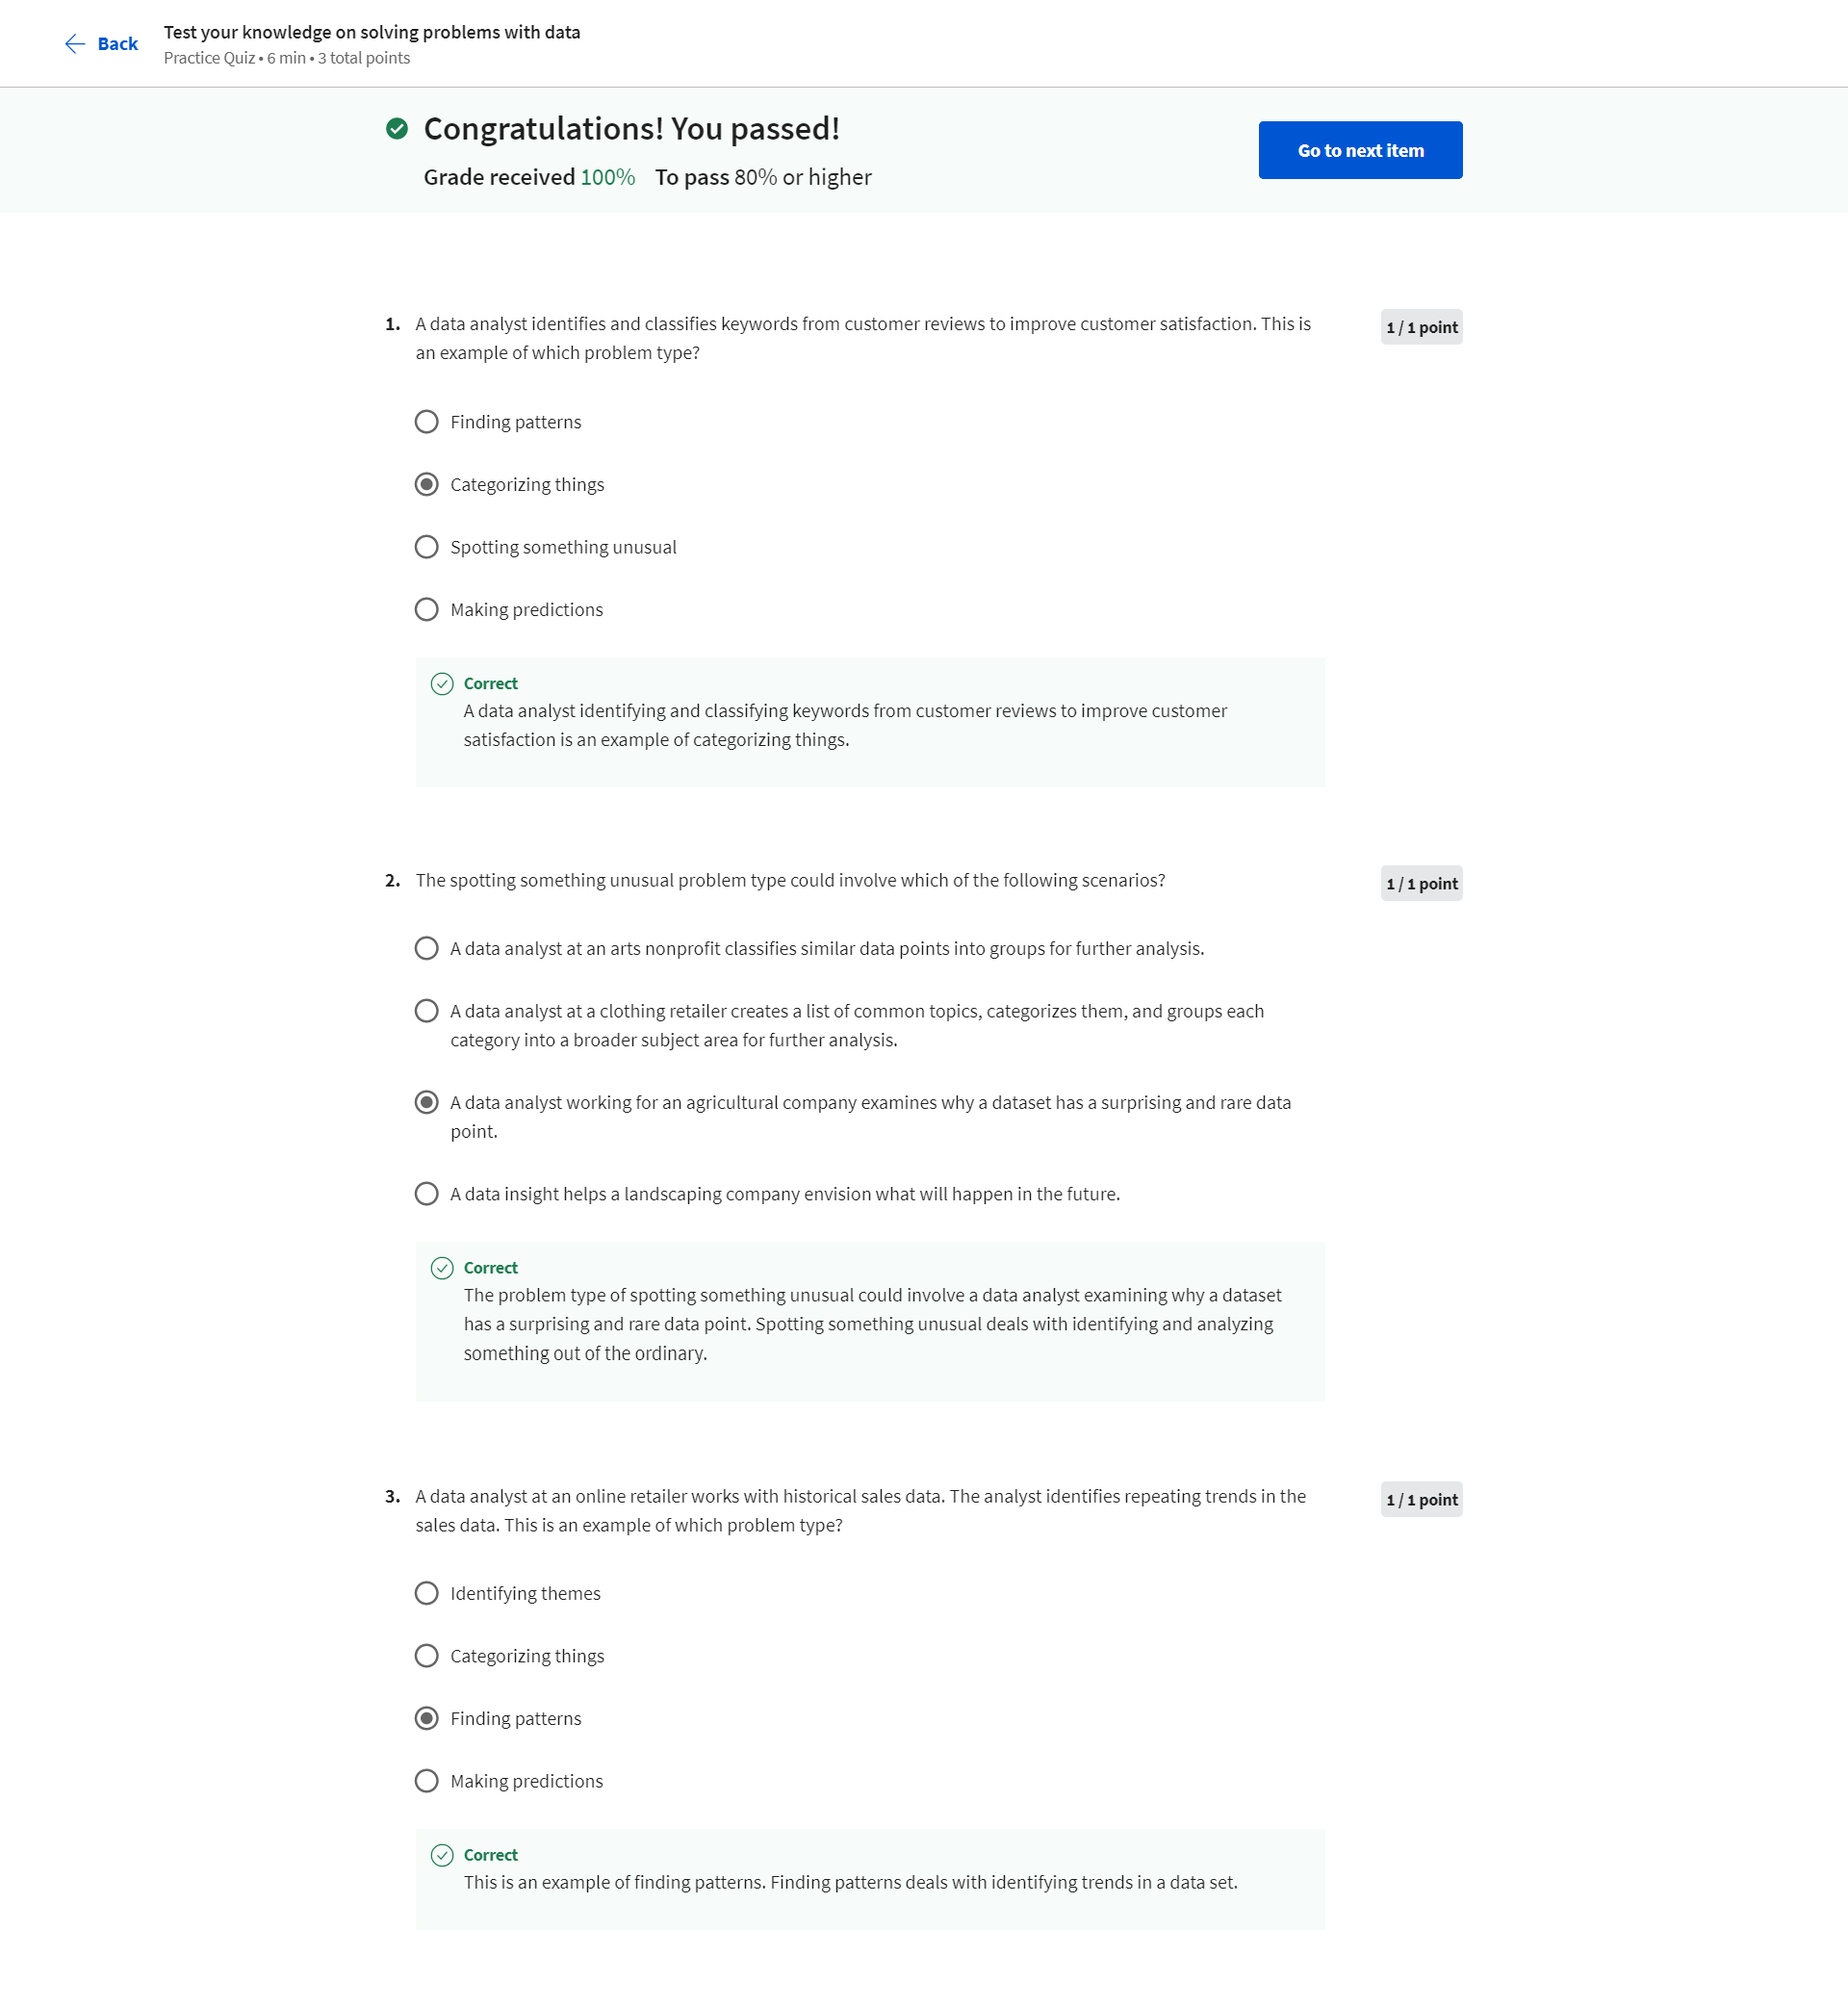 Back
Test your knowledge on solving problems with data
Practice Quiz • 6 min • 3 total points
Congratulations! You passed!
Grade received 100% To pass 80% or higher
Go to next item
1. A data analyst identifies and classifies keywords from customer reviews to improve customer satisfaction. This is
an example of which problem type?
1 / 1 point
Finding patterns
Categorizing things
Spotting something unusual
Making predictions
Correct
A data analyst identifying and classifying keywords from customer reviews to improve customer
satisfaction is an example of categorizing things.
2. The spotting something unusual problem type could involve which of the following scenarios?
1 / 1 point
A data analyst at an arts nonprofit classifies similar data points into groups for further analysis.
A data analyst at a clothing retailer creates a list of common topics, categorizes them, and groups each
category into a broader subject area for further analysis.
A data analyst working for an agricultural company examines why a dataset has a surprising and rare data
point.
A data insight helps a landscaping company envision what will happen in the future.
Correct
The problem type of spotting something unusual could involve a data analyst examining why a dataset
has a surprising and rare data point. Spotting something unusual deals with identifying and analyzing
something out of the ordinary.
3. A data analyst at an online retailer works with historical sales data. The analyst identifies repeating trends in the
sales data. This is an example of which problem type?
1 / 1 point
Identifying themes
Categorizing things
Finding patterns
Making predictions
Correct
This is an example of finding patterns. Finding patterns deals with identifying trends in a data set.